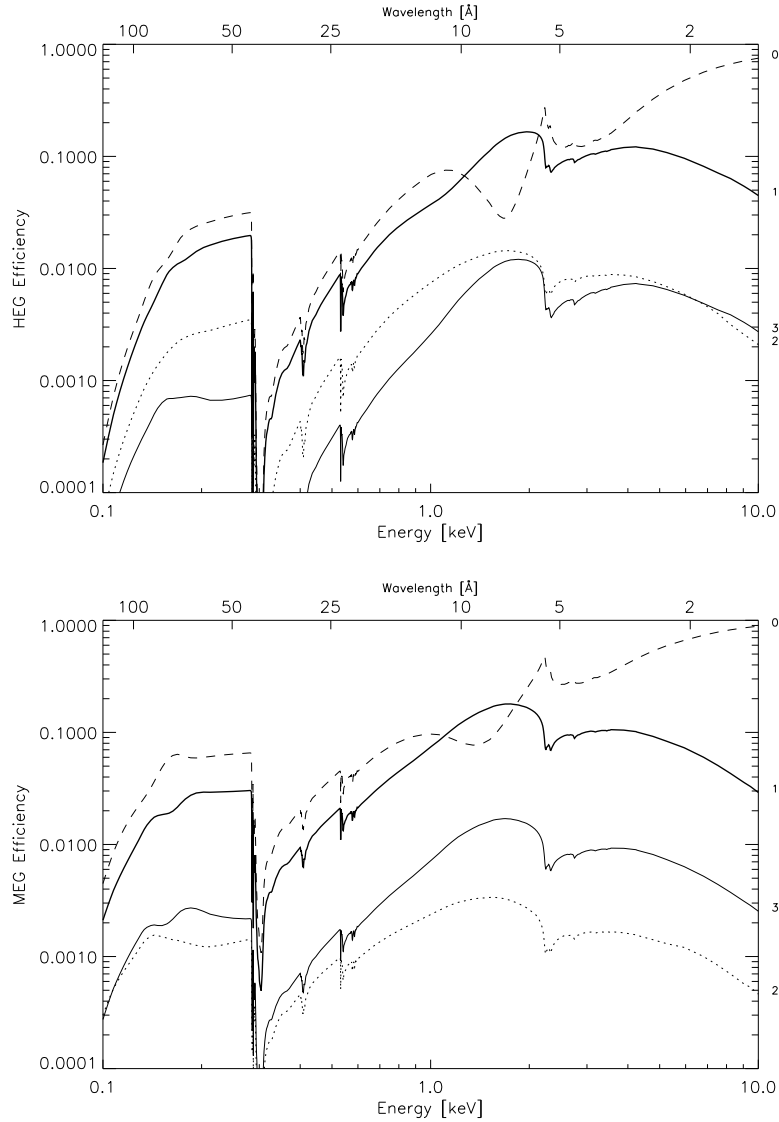 Wavelength [Å]
100 50 25 10 5 2
1.0000 0
0.1000
1
0.0100
3
2
0.0010
0.0001
HEG Efficiency
0.1 1.0 10.0
Energy [keV]
Wavelength [Å]
100 50 25 10 5 2
1.0000 0
0.1000
1
0.0100
3
0.0010
2
0.0001
MEG Efficiency
0.1 1.0 10.0
Energy [keV]